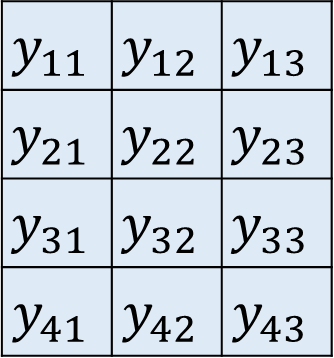 y₁₁ y₁₂ y₁₃
y₂₁ y₂₂ y₂₃
y₃₁ y₃₂ y₃₃
y₄₁ y₄₂ y₄₃